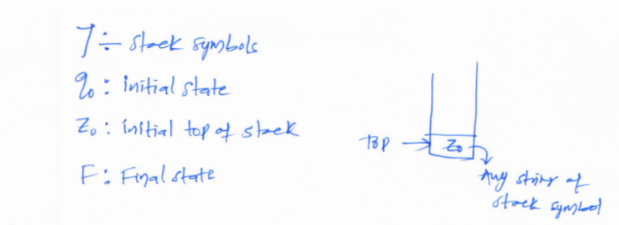 Γ : stack symbols
q₀ : initial state
Z₀ : initial top of stack
F : Final state
Top → Z₀
Any string of
stack symbol